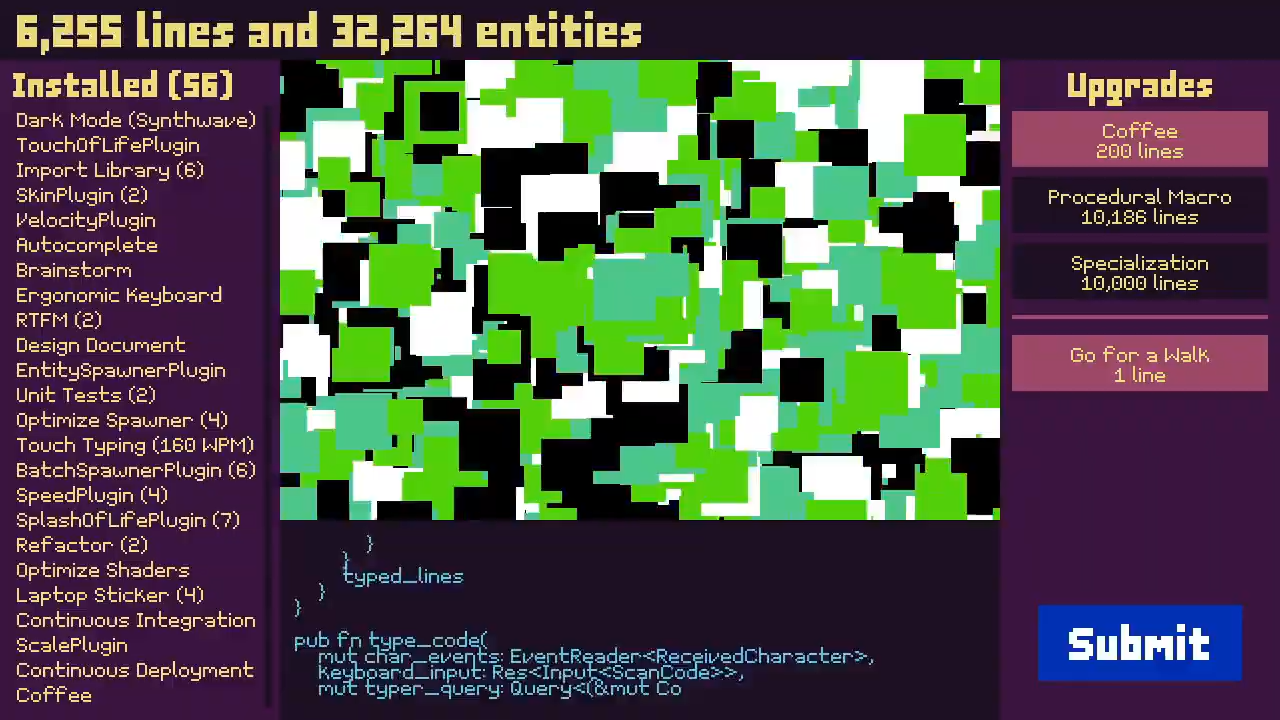 6,255 lines and 32,264 entities
Installed (56)
Dark Mode (Synthwave)
TouchOfLifePlugin
Import Library (6)
SkinPlugin (2)
VelocityPlugin
Autocomplete
Brainstorm
Ergonomic Keyboard
RTFM (2)
Design Document
EntitySpawnerPlugin
Unit Tests (2)
Optimize Spawner (4)
Touch Typing (160 WPM)
BatchSpawnerPlugin (6)
SpeedPlugin (4)
SplashOfLifePlugin (7)
Refactor (2)
Optimize Shaders
Laptop Sticker (4)
Continuous Integration
ScalePlugin
Continuous Deployment
Coffee
}
}
typed_lines
}
}
pub fn type_code(
mut char_events: EventReader<ReceivedCharacter>,
keyboard_input: Res<Input<ScanCode>>,
mut typer_query: Query<(&mut Co
Upgrades
Coffee
200 lines
Procedural Macro
10,186 lines
Specialization
10,000 lines
Go for a Walk
1 line
Submit